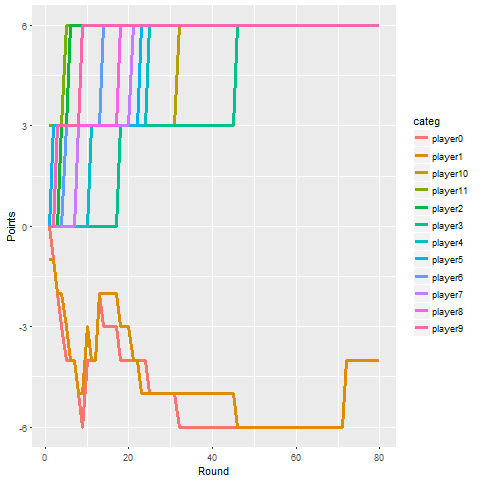 6
3
0
-3
-6
Points
0
20
40
60
80
Round
categ
player0
player1
player10
player11
player2
player3
player4
player5
player6
player7
player8
player9